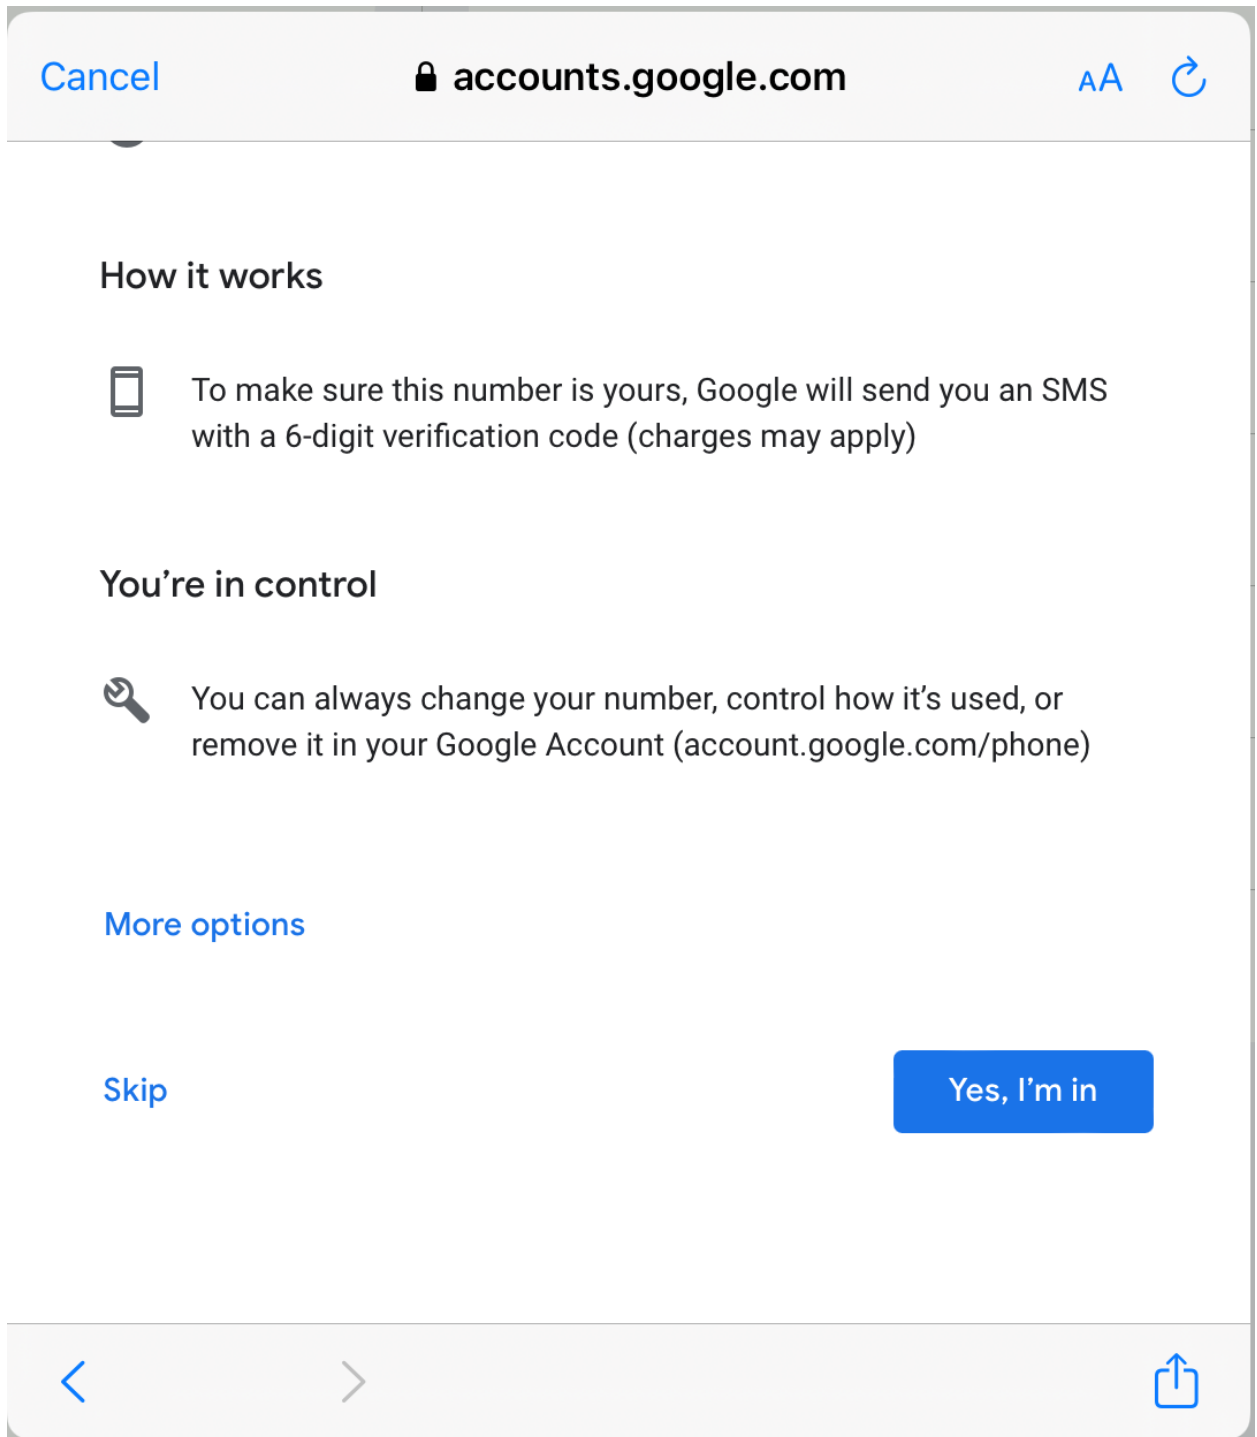 Cancel
accounts.google.com
AA
How it works
To make sure this number is yours, Google will send you an SMS
with a 6-digit verification code (charges may apply)
You’re in control
You can always change your number, control how it’s used, or
remove it in your Google Account (account.google.com/phone)
More options
Skip
Yes, I’m in